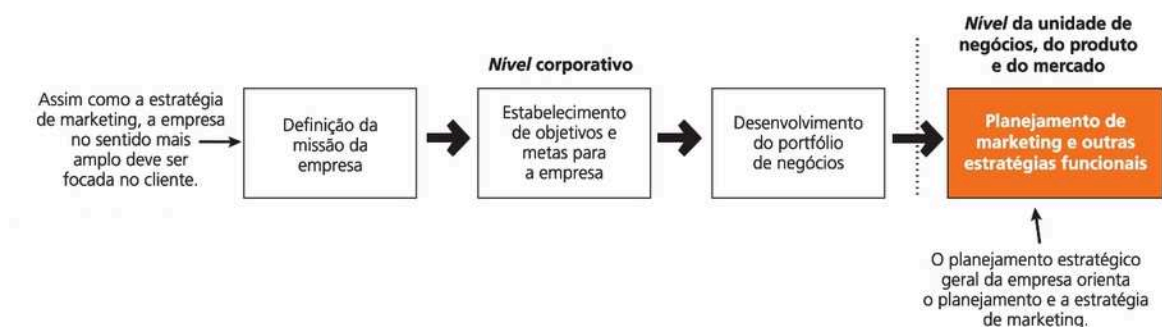 Nível da unidade de
negócios, do produto
e do mercado
Nível corporativo
Assim como a estratégia
de marketing, a empresa
no sentido mais
amplo deve ser
focada no cliente.
Definição da
missão da
empresa
Estabelecimento
de objetivos e
metas para
a empresa
Desenvolvimento
do portfólio
de negócios
Planejamento de
marketing e outras
estratégias funcionais
O planejamento estratégico
geral da empresa orienta
o planejamento e a estratégia
de marketing.